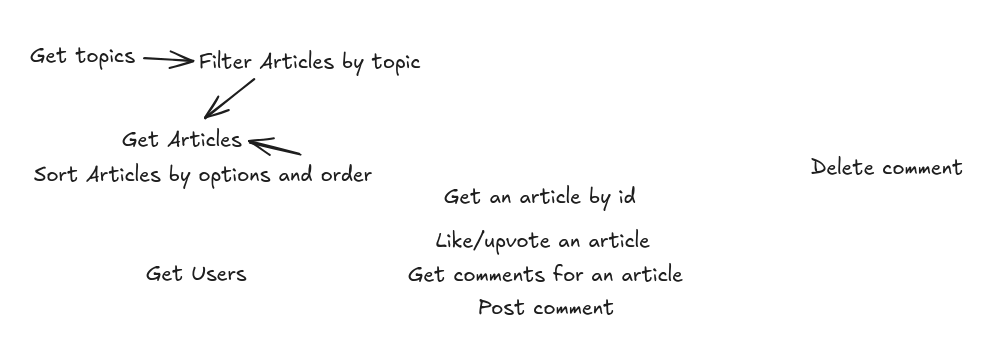 Get topics
Filter Articles by topic
Get Articles
Sort Articles by options and order
Delete comment
Get an article by id
Like/upvote an article
Get Users
Get comments for an article
Post comment